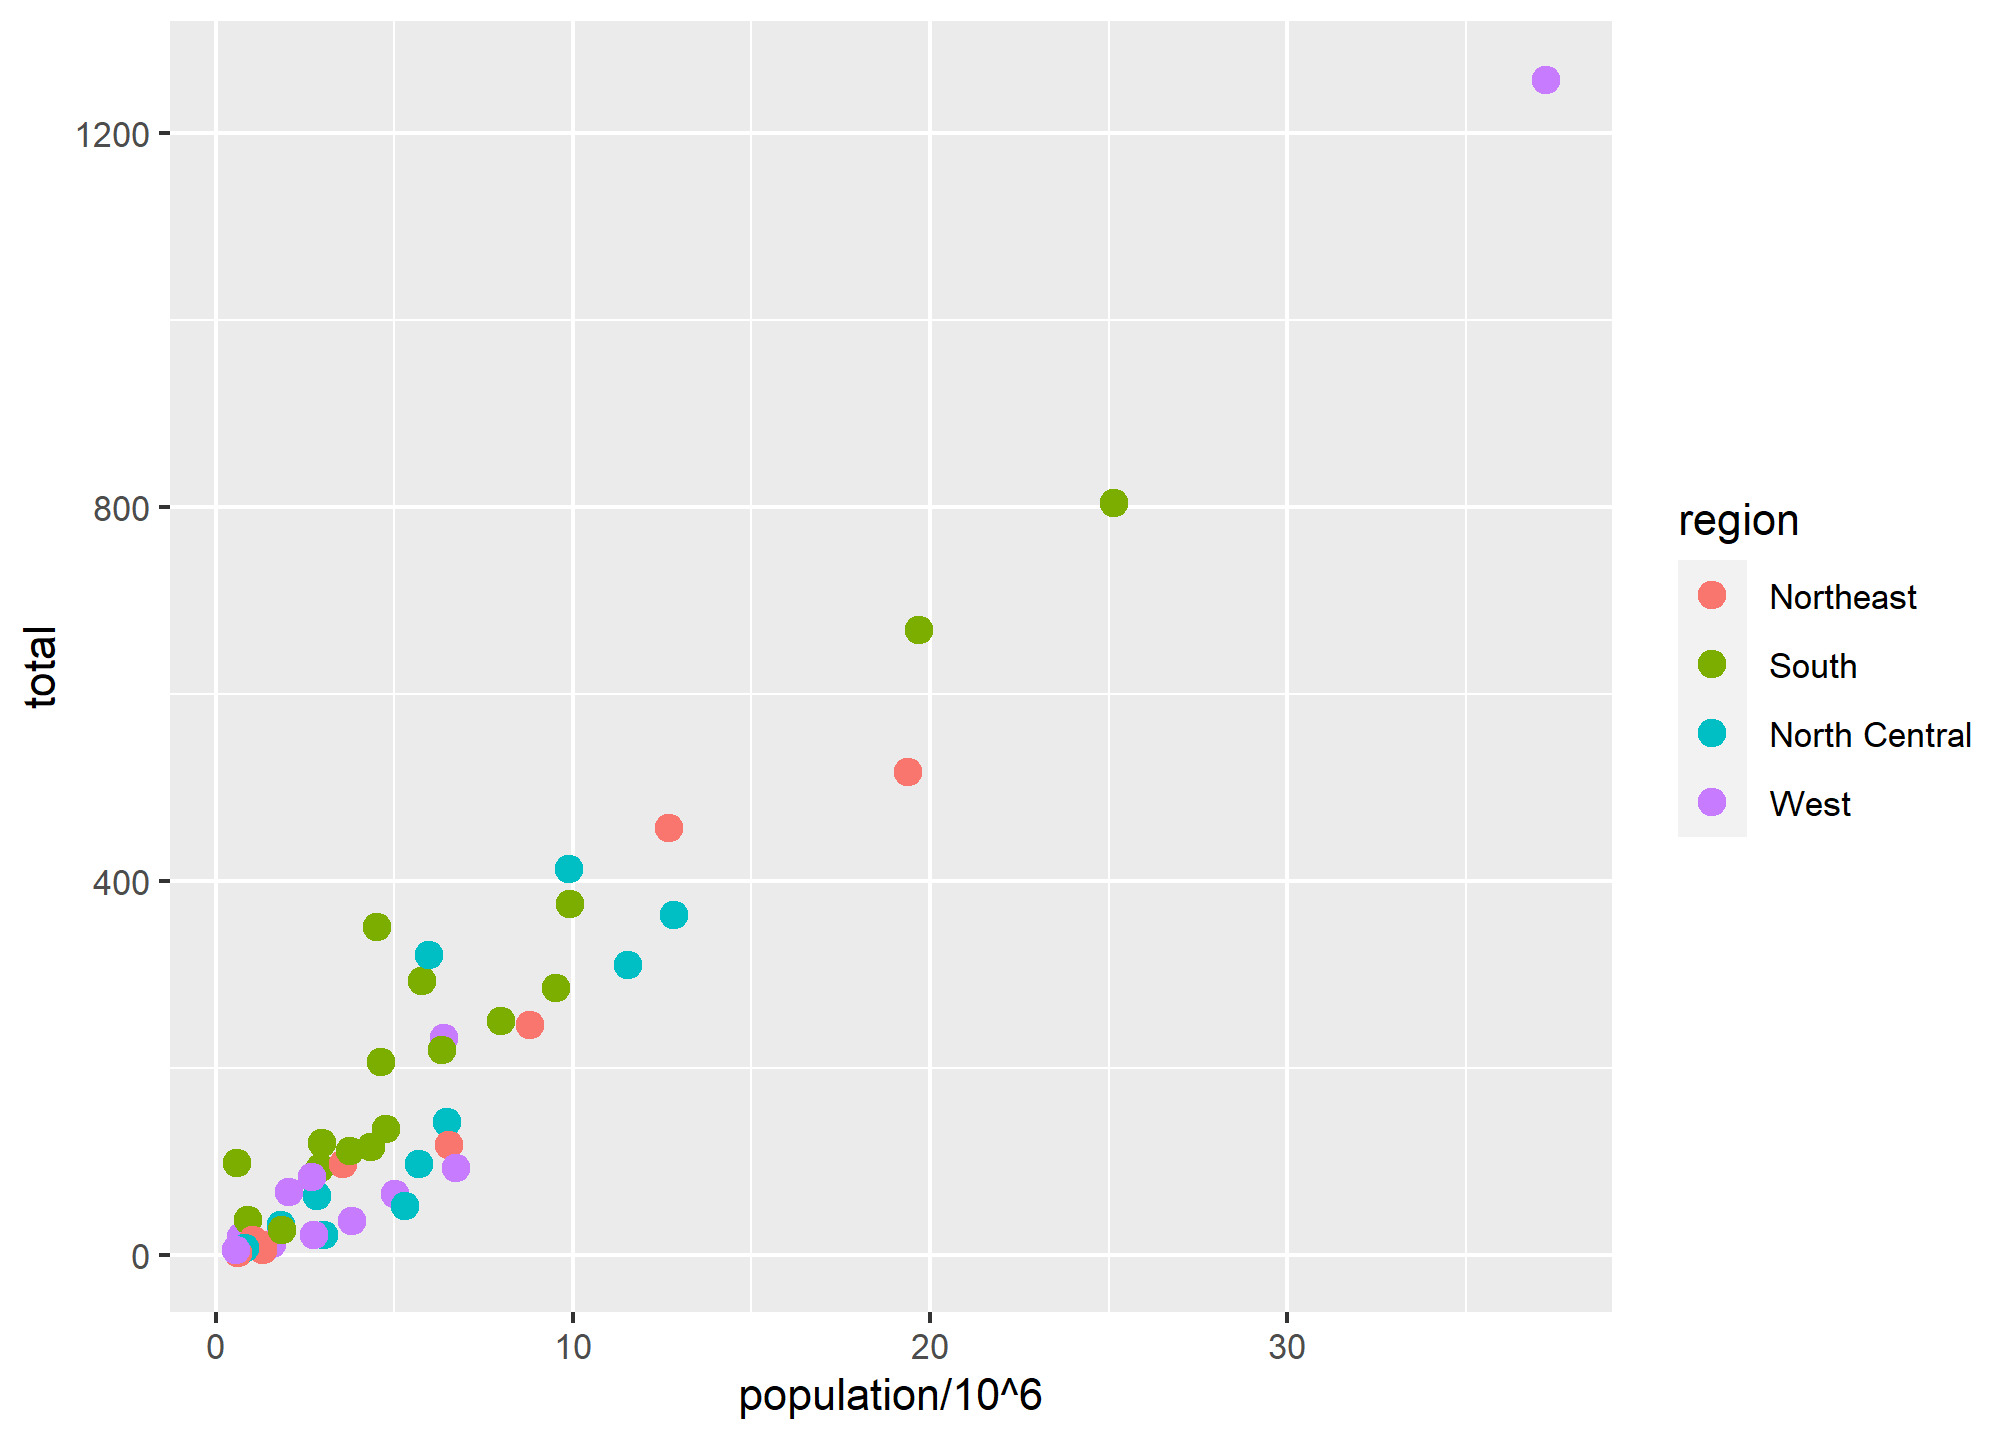 1200
800
400
0
total
0 10 20 30
population/10^6
region
Northeast
South
North Central
West